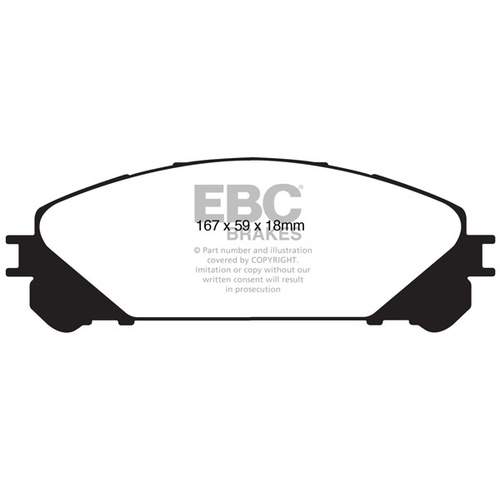 EBC
167 x 59 x 18mm
BRAKES
© Part number and illustration
covered by COPYRIGHT.
Imitation or copy without our
written consent will result
in prosecution